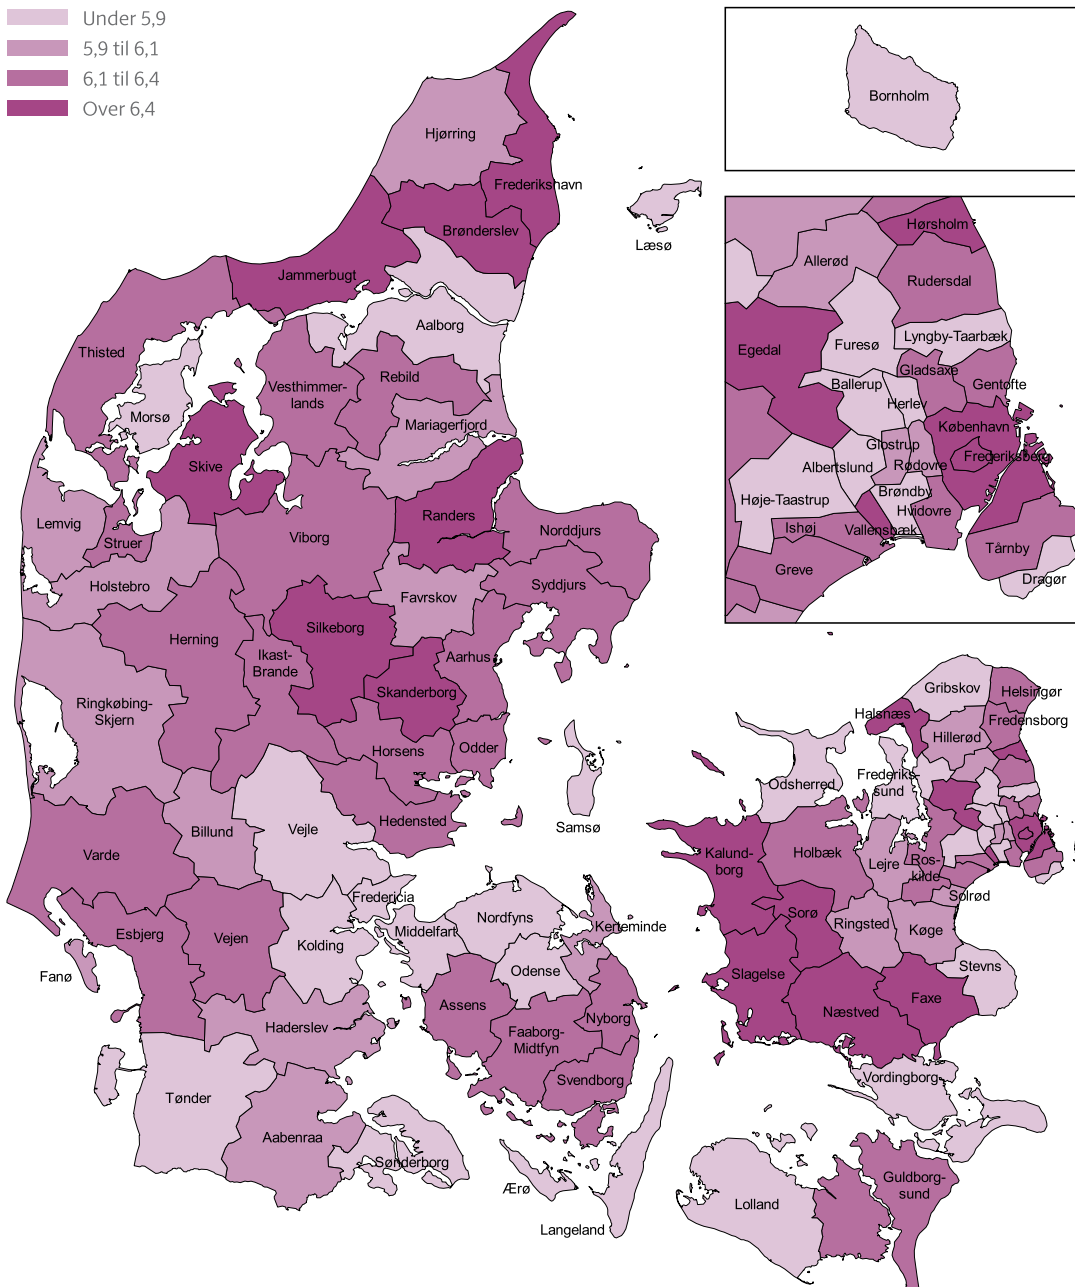 Under 5,9
5,9 til 6,1
6,1 til 6,4
Over 6,4
Bornholm
Hjørring
Frederikshavn
Brønderslev
Læsø
Jammerbugt
Aalborg
Thisted
Rebild
Vesthimmer-
lands
Morsø
Mariagerfjord
Skive
Randers
Lemvig
Struer
Viborg
Norddjurs
Holstebro
Favrskov
Syddjurs
Silkeborg
Herning
Ikast-
Brande
Aarhus
Skanderborg
Ringkøbing-
Skjern
Horsens
Odder
Hedensted
Samsø
Billund
Vejle
Varde
Fredericia
Esbjerg
Vejen
Kolding
Middelfart
Nordfyns
Kerteminde
Fanø
Odense
Assens
Nyborg
Haderslev
Faaborg-
Midtfyn
Svendborg
Tønder
Aabenraa
Sønderborg
Ærø
Langeland
Hørsholm
Allerød
Rudersdal
Egedal
Furesø
Lyngby-Taarbæk
Gladsaxe
Ballerup
Gentofte
Herlev
København
Glostrup
Frederiksberg
Albertslund
Rødovre
Høje-Taastrup
Brøndby
Hvidovre
Ishøj
Vallensbæk
Tårnby
Greve
Dragør
Gribskov
Helsingør
Halsnæs
Fredensborg
Hillerød
Odsherred
Frederiks-
sund
Kalund-
borg
Holbæk
Lejre
Ros-
kilde
Solrød
Sorø
Ringsted
Køge
Stevns
Slagelse
Næstved
Faxe
Vordingborg
Guldborg-
sund
Lolland